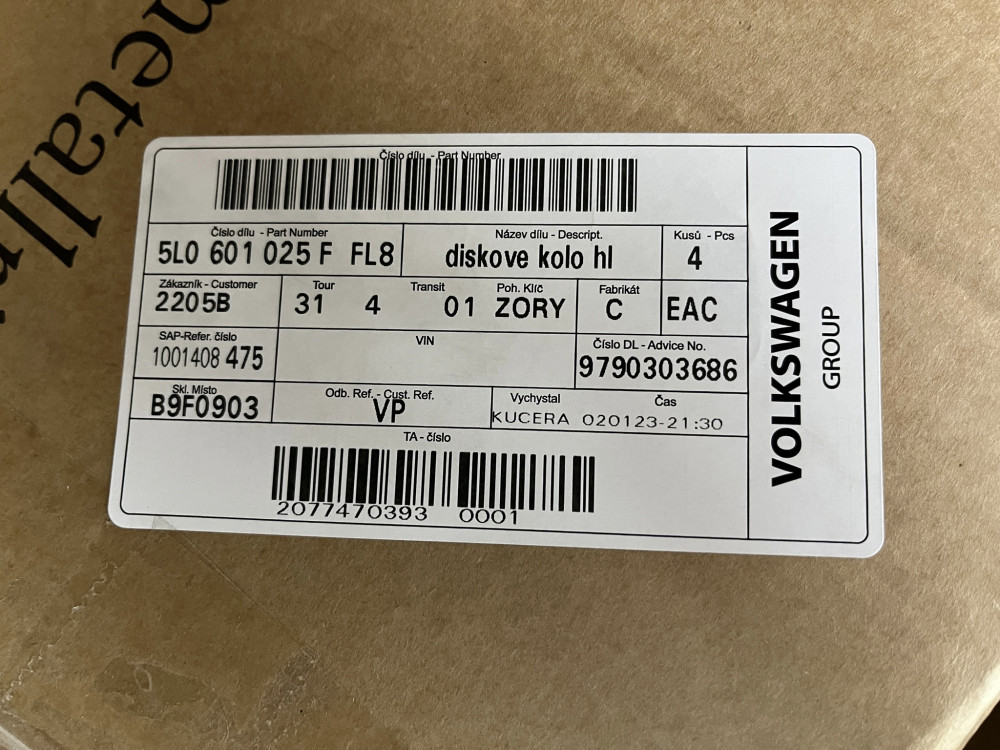 metallp
Číslo dílu - Part Number
Číslo dílu - Part Number
Název dílu - Descript.
Kusů - Pcs
5L0 601 025 F FL8
diskove kolo hl
4
Zákazník - Customer
Tour
Transit
Poh. Klíč
Fabrikát
2205B
31 4
01 ZORY
C
EAC
SAP-Refer. číslo
VIN
Číslo DL - Advice No.
1001408 475
9790303686
Skl. Místo
Odb. Ref. - Cust. Ref.
Vychystal
Čas
B9F0903
VP
KUCERA 020123-21:30
TA - číslo
2077470393 0001
VOLKSWAGEN
GROUP